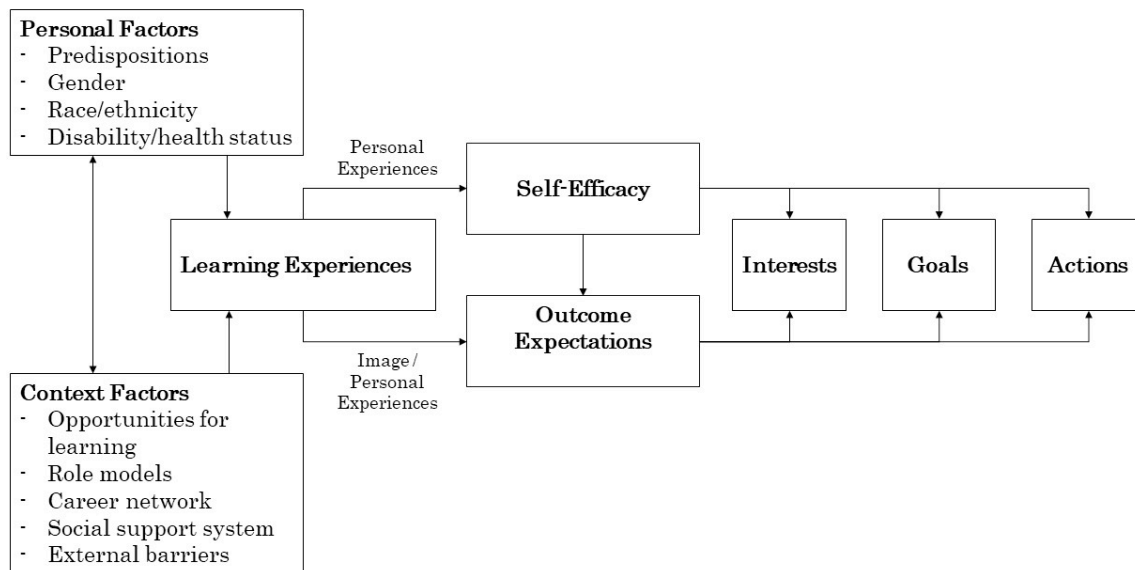 Personal Factors
- Predispositions
- Gender
- Race/ethnicity
- Disability/health status
Personal
Experiences
Self-Efficacy
Learning Experiences
Interests
Goals
Actions
Outcome
Expectations
Image /
Personal
Experiences
Context Factors
- Opportunities for
learning
- Role models
- Career network
- Social support system
- External barriers